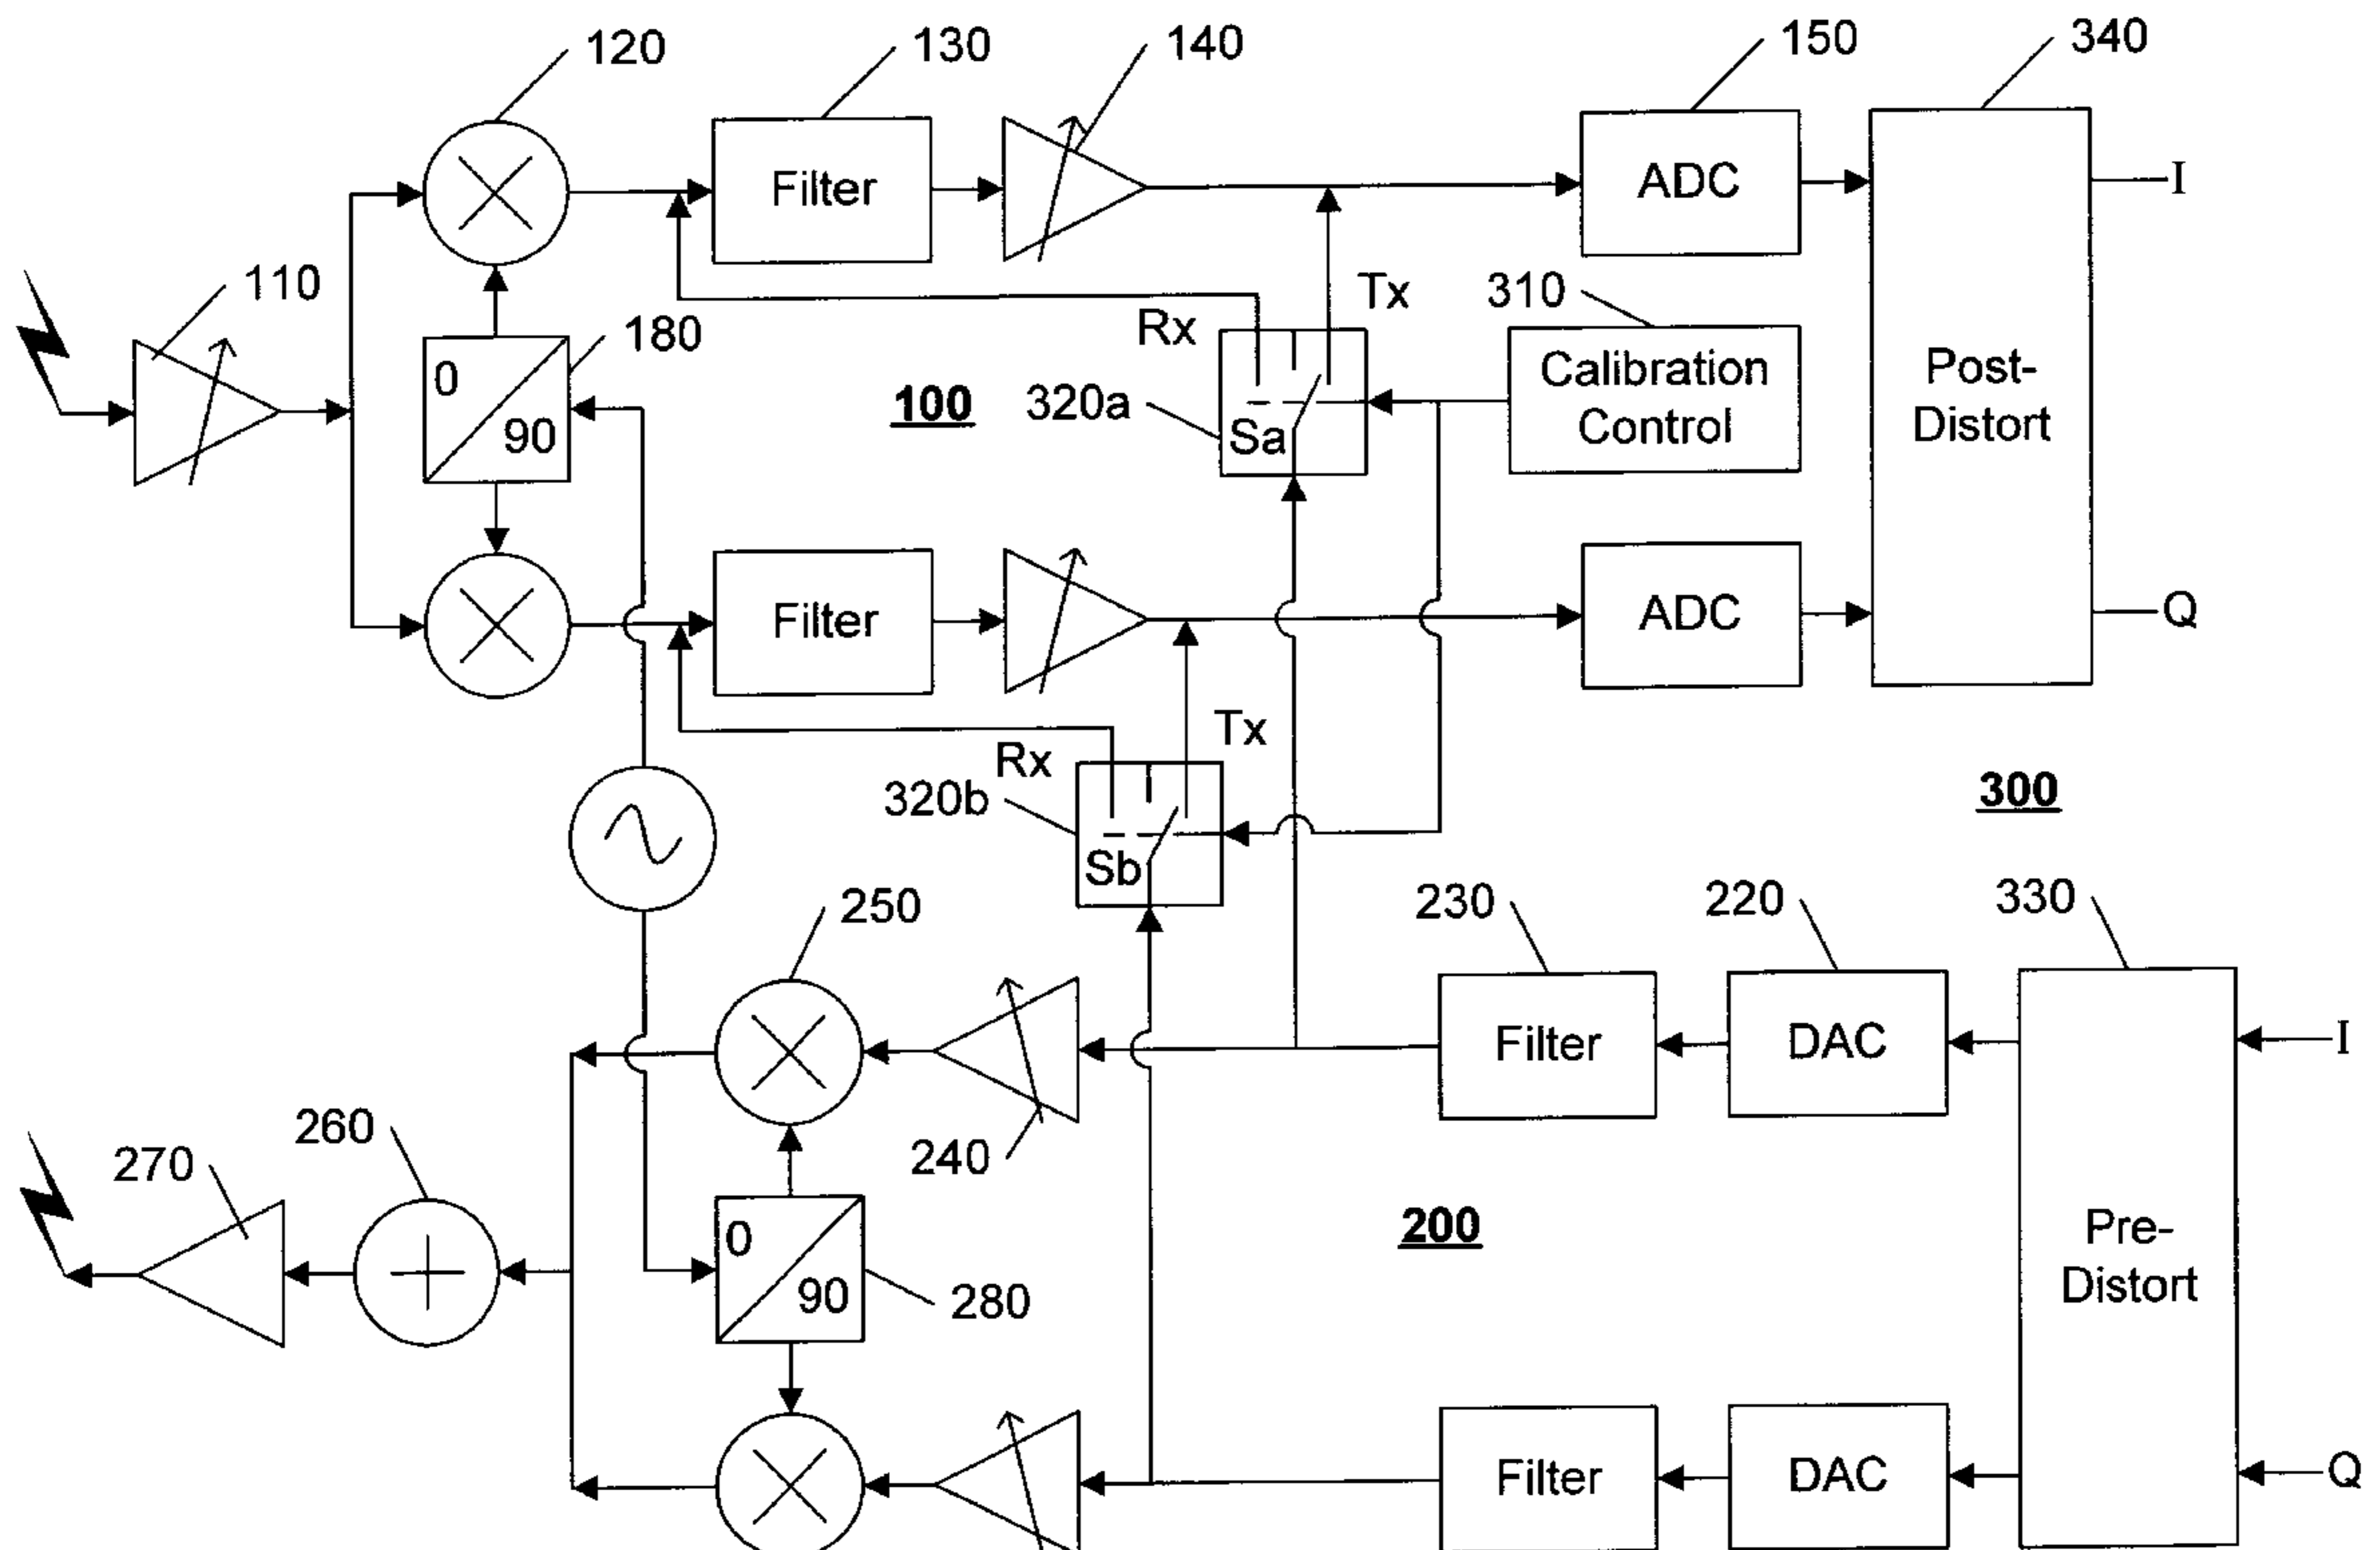 120
130
140
150
340
Filter
ADC
I
110
180
Rx
Tx
310
0
90
100
320a
Sa
Calibration
Control
Post-
Distort
Filter
ADC
Q
Rx
Tx
320b
Sb
300
250
230
220
330
Filter
DAC
I
240
260
270
0
90
280
200
Pre-
Distort
Filter
DAC
Q